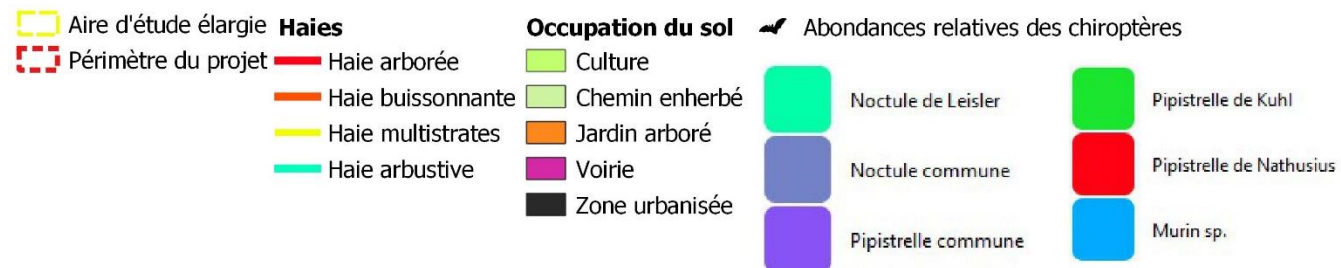 Aire d'étude élargie
Périmètre du projet
Haies
Haie arborée
Haie buissonnante
Haie multistrates
Haie arbustive
Occupation du sol
Culture
Chemin enherbé
Jardin arboré
Voirie
Zone urbanisée
Abondances relatives des chiroptères
Noctule de Leisler
Noctule commune
Pipistrelle commune
Pipistrelle de Kuhl
Pipistrelle de Nathusius
Murin sp.